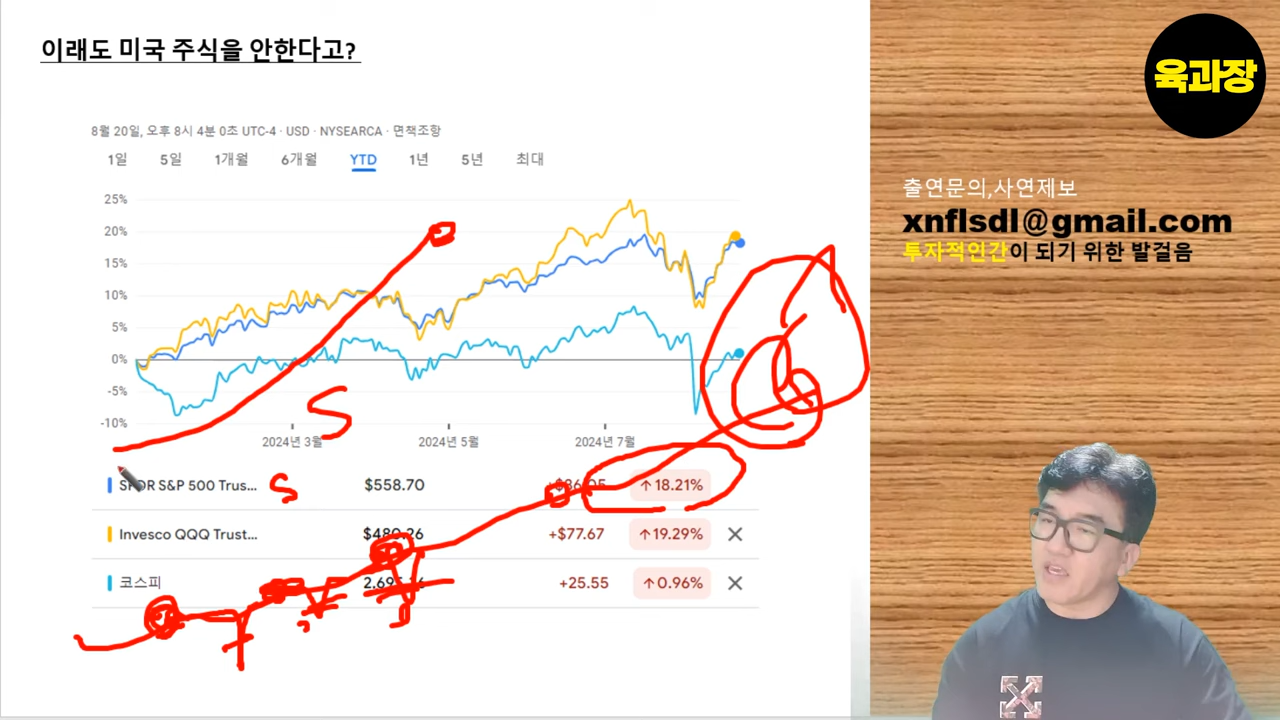 이래도 미국 주식을 안한다고?
육과장
8월 20일, 오후 8시 4분 0초 UTC-4 · USD · NYSEARCA · 면책조항
1일 5일 1개월 6개월 YTD 1년 5년 최대
출연문의,사연제보
xnflsdl@gmail.com
투자적인간이 되기 위한 발걸음
25%
20%
15%
10%
5%
0%
-5%
-10%
2024년 3월 2024년 5월 2024년 7월
S
SPDR S&P 500 Trus... S $558.70 ↑18.21%
Invesco QQQ Trust... $480.26 +$77.67 ↑19.29%
코스피 +25.55 ↑0.96%